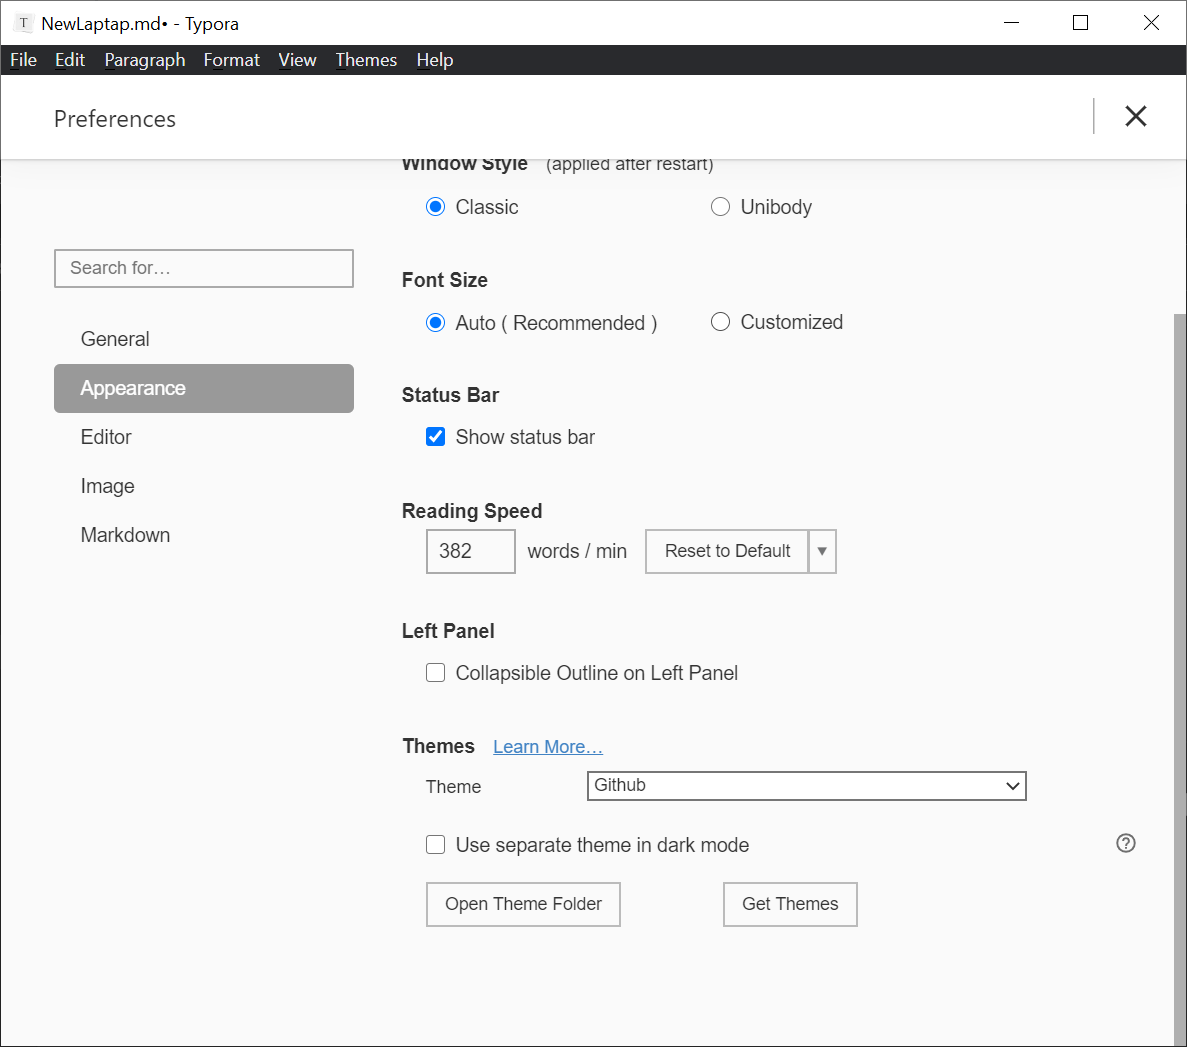 T NewLaptap.md• - Typora
File Edit Paragraph Format View Themes Help
Preferences
Window Style (applied after restart)
Classic Unibody
Search for…
Font Size
Auto ( Recommended ) Customized
General
Appearance
Status Bar
Editor
Show status bar
Image
Reading Speed
Markdown
382 words / min Reset to Default
Left Panel
Collapsible Outline on Left Panel
Themes Learn More…
Theme Github
Use separate theme in dark mode ?
Open Theme Folder Get Themes